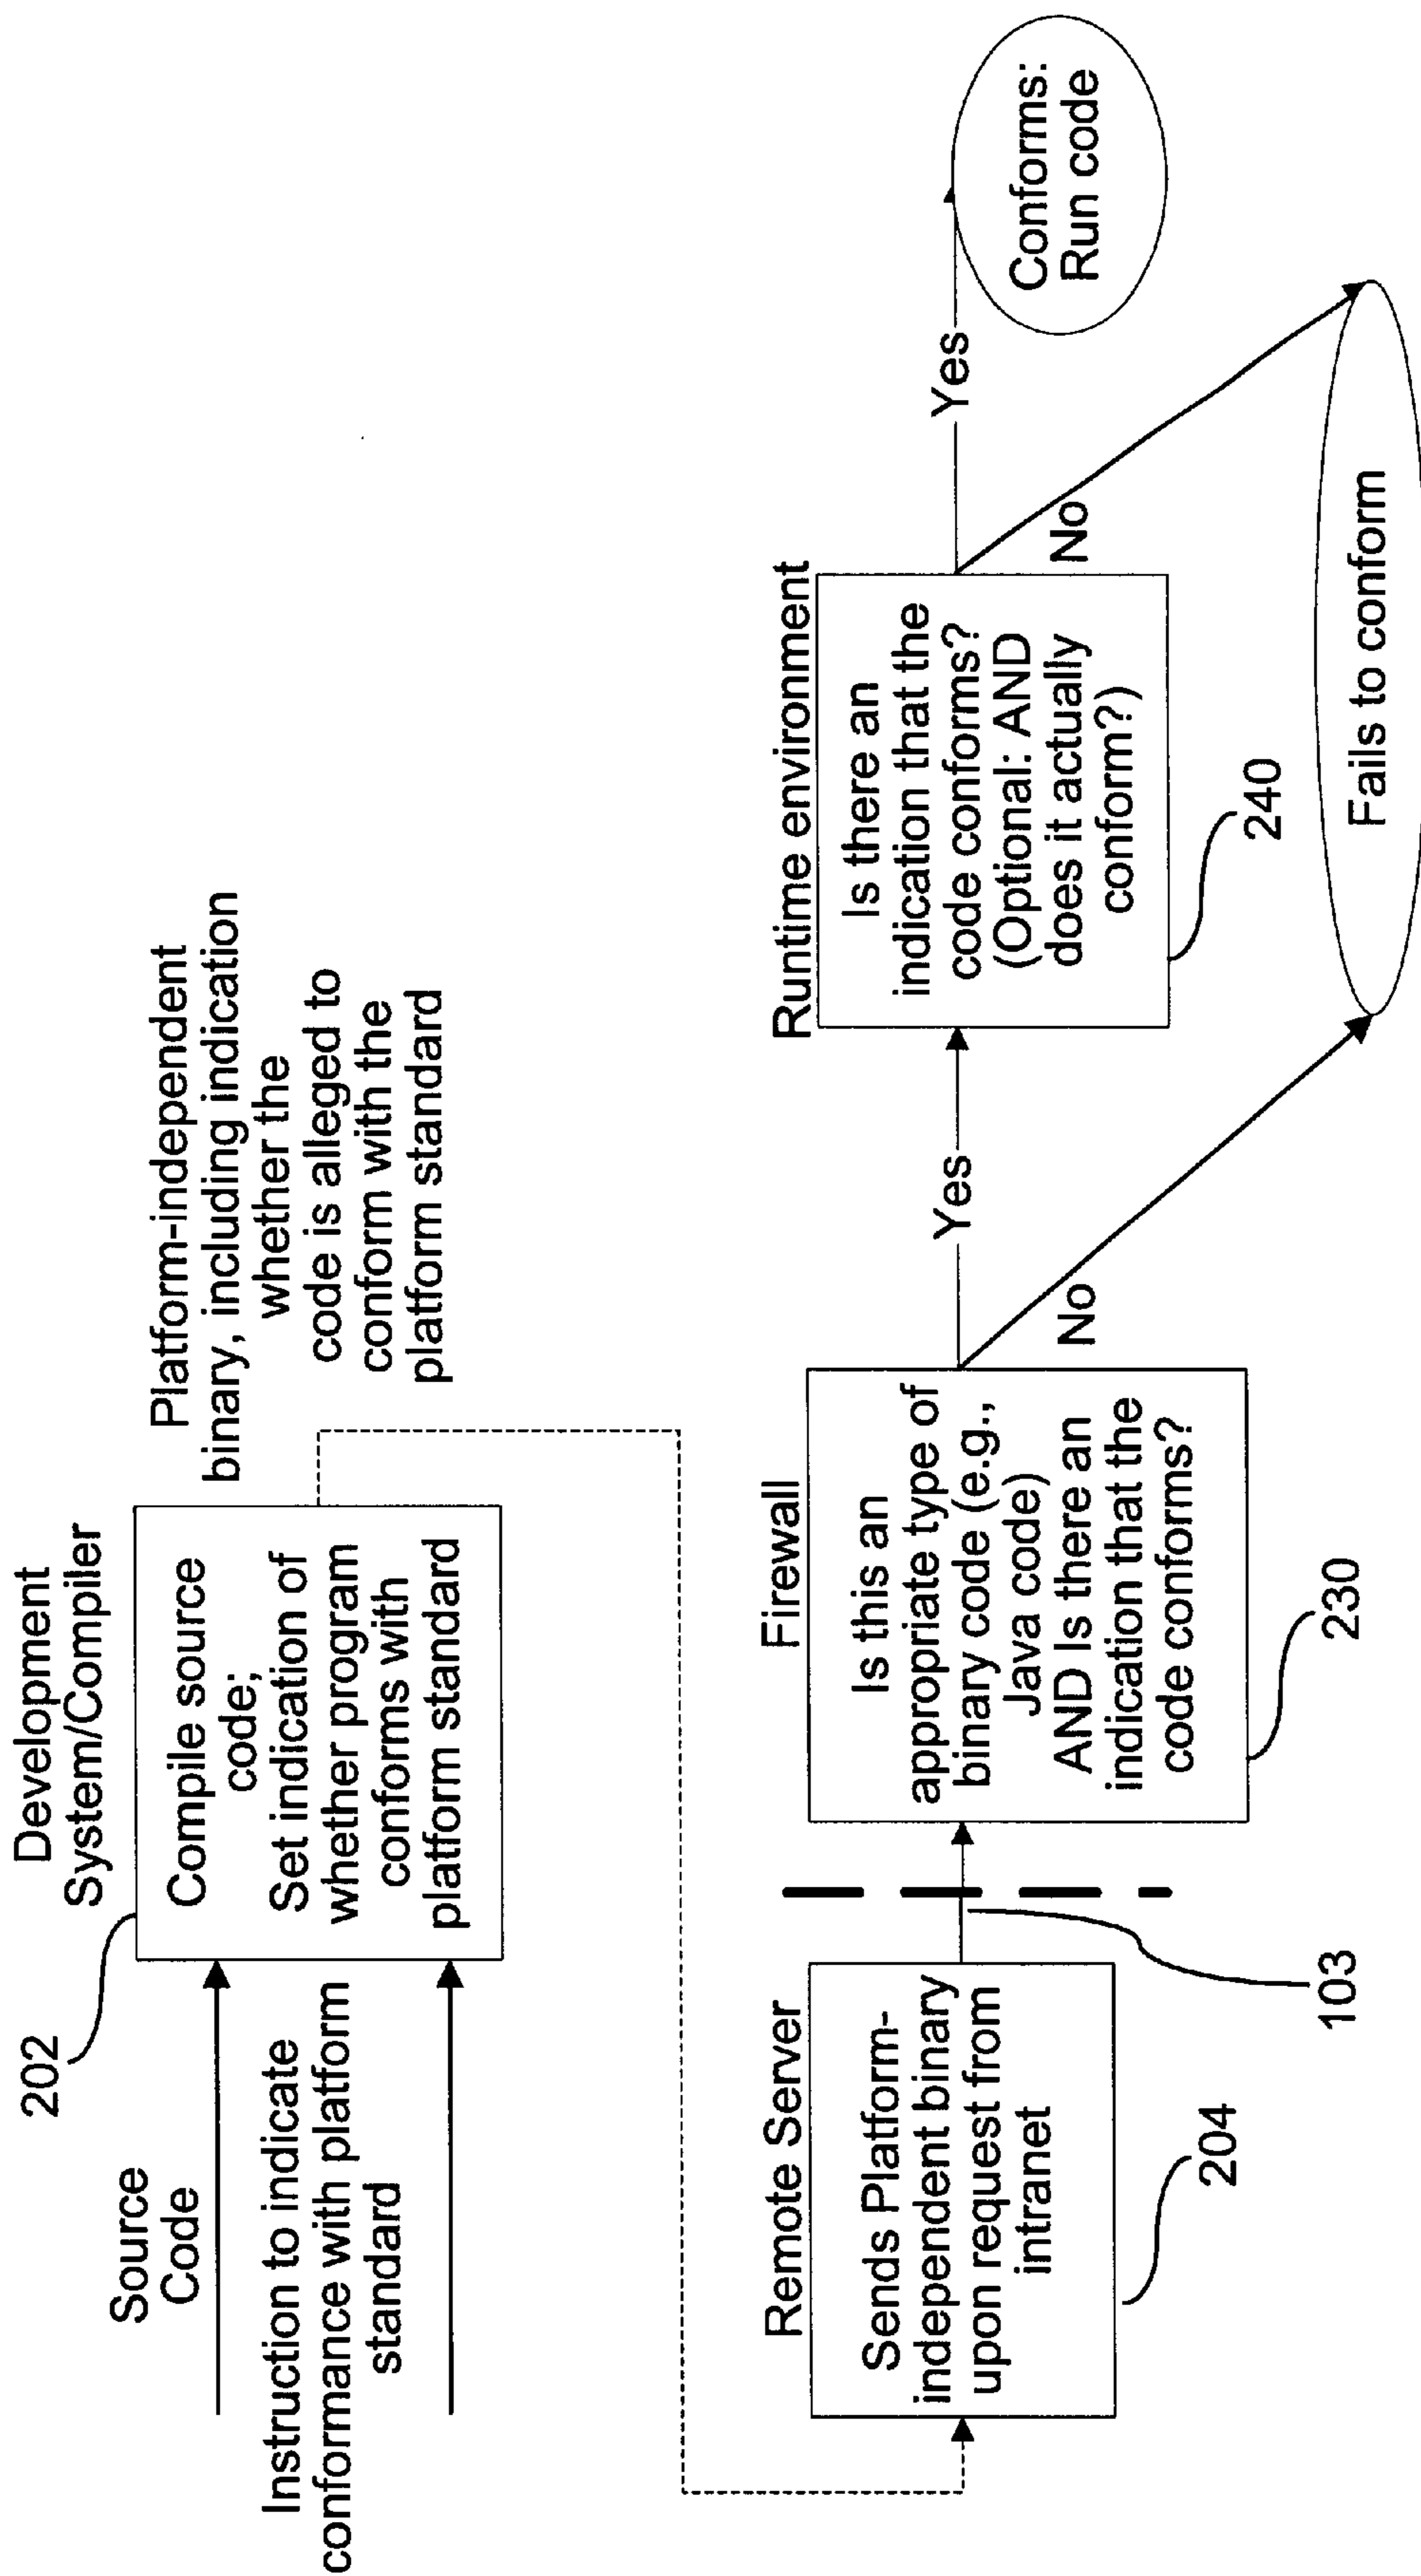 Development
System/Compiler
202
Source
Code
Instruction to indicate
conformance with platform
standard
Compile source
code;
Set indication of
whether program
conforms with
platform standard
Platform-independent
binary, including indication
whether the
code is alleged to
conform with the
platform standard
Remote Server
Sends Platform-
independent binary
upon request from
intranet
204
103
Firewall
Is this an
appropriate type of
binary code (e.g.,
Java code)
AND Is there an
indication that the
code conforms?
230
Yes
No
Runtime environment
Is there an
indication that the
code conforms?
(Optional: AND
does it actually
conform?)
240
Yes
No
Conforms:
Run code
Fails to conform